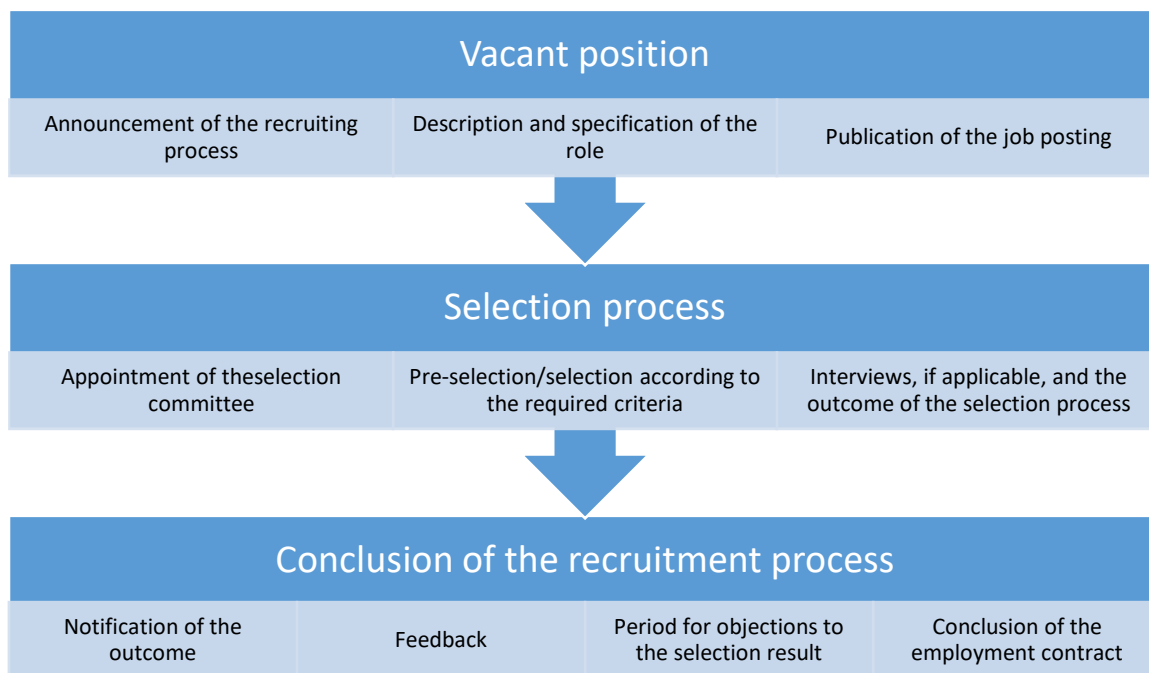 Vacant position
Announcement of the recruiting
process
Description and specification of the
role
Publication of the job posting
Selection process
Appointment of theselection
committee
Pre-selection/selection according to
the required criteria
Interviews, if applicable, and the
outcome of the selection process
Conclusion of the recruitment process
Notification of the
outcome
Feedback
Period for objections to
the selection result
Conclusion of the
employment contract